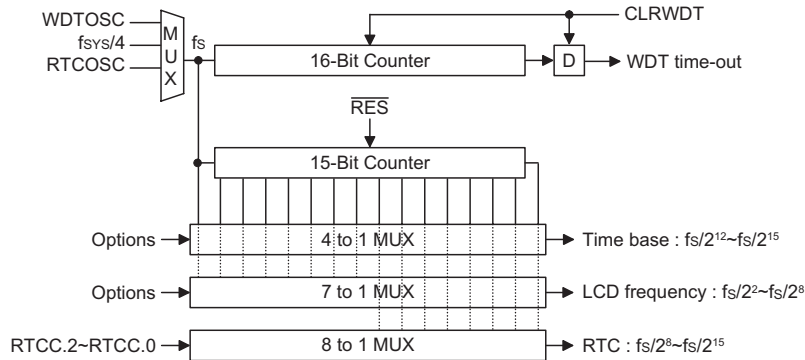 WDTOSC
fSYS/4
RTCOSC
MUX
fS
16-Bit Counter
CLRWDT
D
WDT time-out
RES
15-Bit Counter
Options
4 to 1 MUX
Time base : fS/2¹²~fS/2¹⁵
Options
7 to 1 MUX
LCD frequency : fS/2²~fS/2⁸
RTCC.2~RTCC.0
8 to 1 MUX
RTC : fS/2⁸~fS/2¹⁵